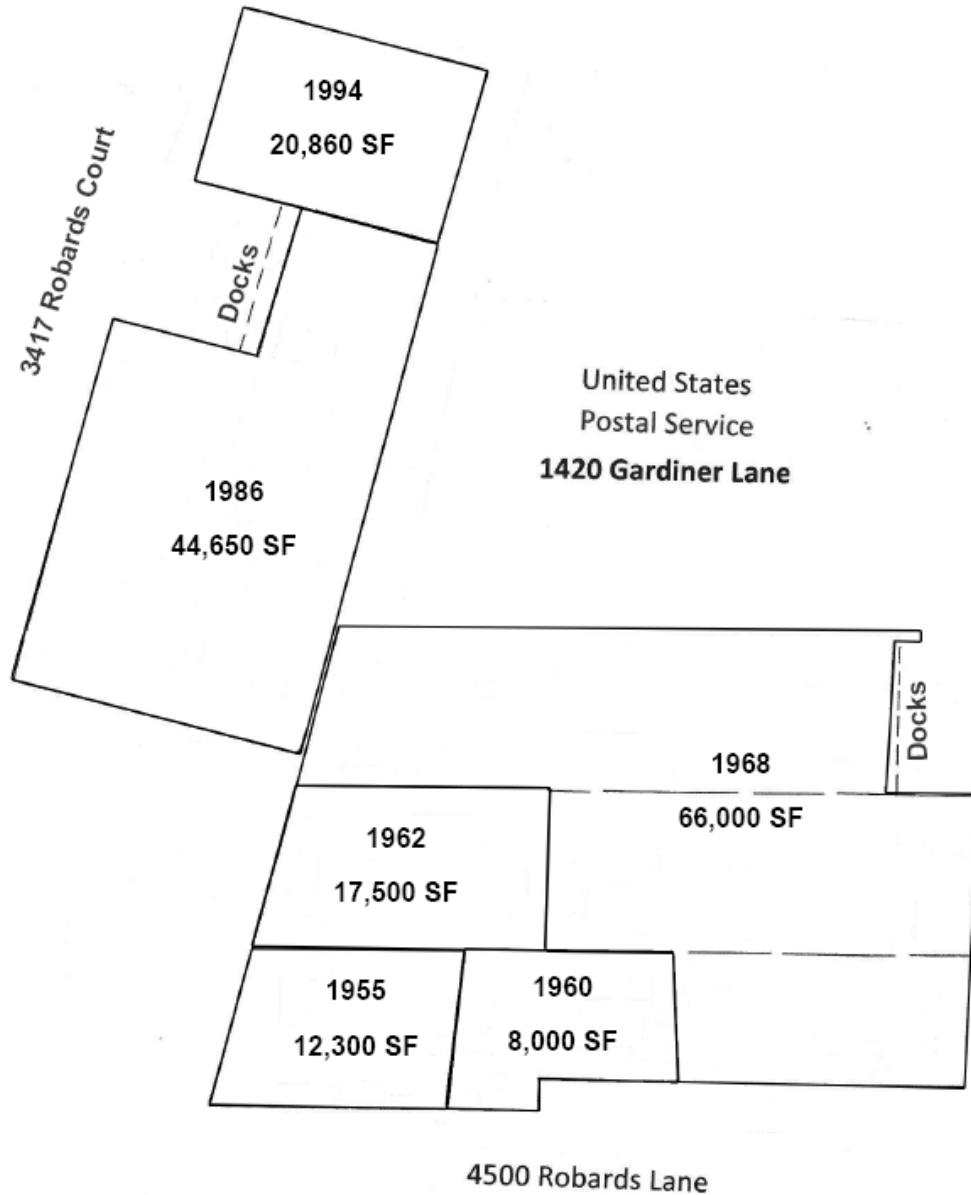 1994
20,860 SF
3417 Robards Court
Docks
United States
Postal Service
1420 Gardiner Lane
1986
44,650 SF
Docks
1968
66,000 SF
1962
17,500 SF
1955
12,300 SF
1960
8,000 SF
4500 Robards Lane